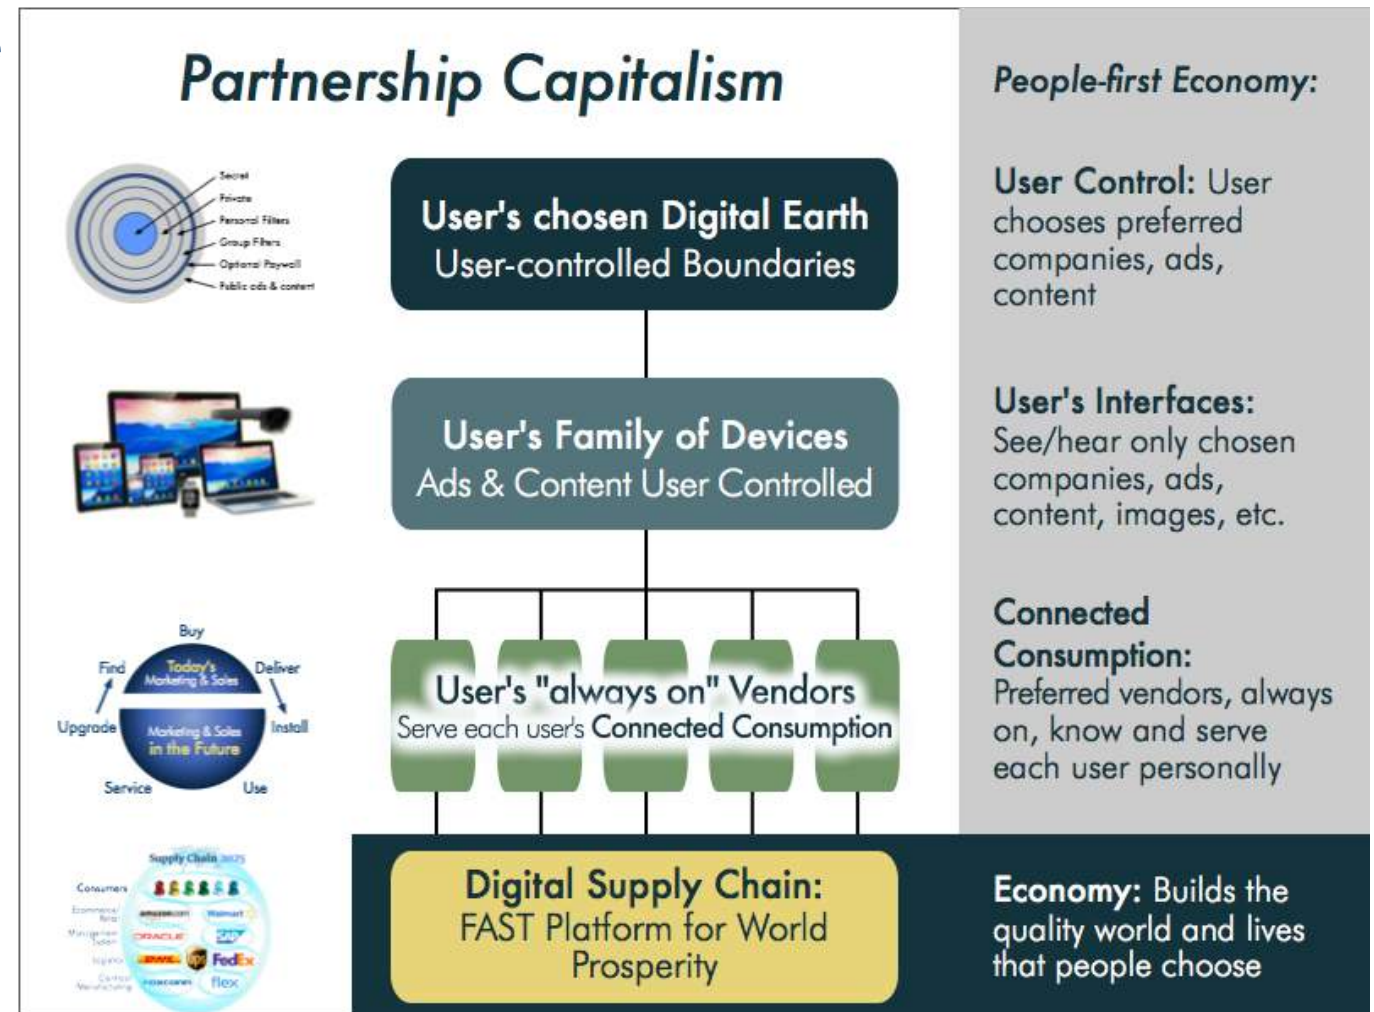 Partnership Capitalism
People-first Economy:
Secret
Private
Personal Filters
Group Filters
Optional Paywall
Public ads & content
User's chosen Digital Earth
User-controlled Boundaries
User Control: User
chooses preferred
companies, ads,
content
User's Family of Devices
Ads & Content User Controlled
User's Interfaces:
See/hear only chosen
companies, ads,
content, images, etc.
Buy
Find
Deliver
Today's
Marketing & Sales
Upgrade
Install
Marketing & Sales
in the Future
Service
Use
User's "always on" Vendors
Serve each user's Connected Consumption
Connected
Consumption:
Preferred vendors, always
on, know and serve
each user personally
Supply Chain 2025
Consumers
Ecommerce/
amazon.com
Walmart
ORACLE
SAP
DHL
ups
FedEx
Manufacturing
FOXCONN
flex
Digital Supply Chain:
FAST Platform for World
Prosperity
Economy: Builds the
quality world and lives
that people choose